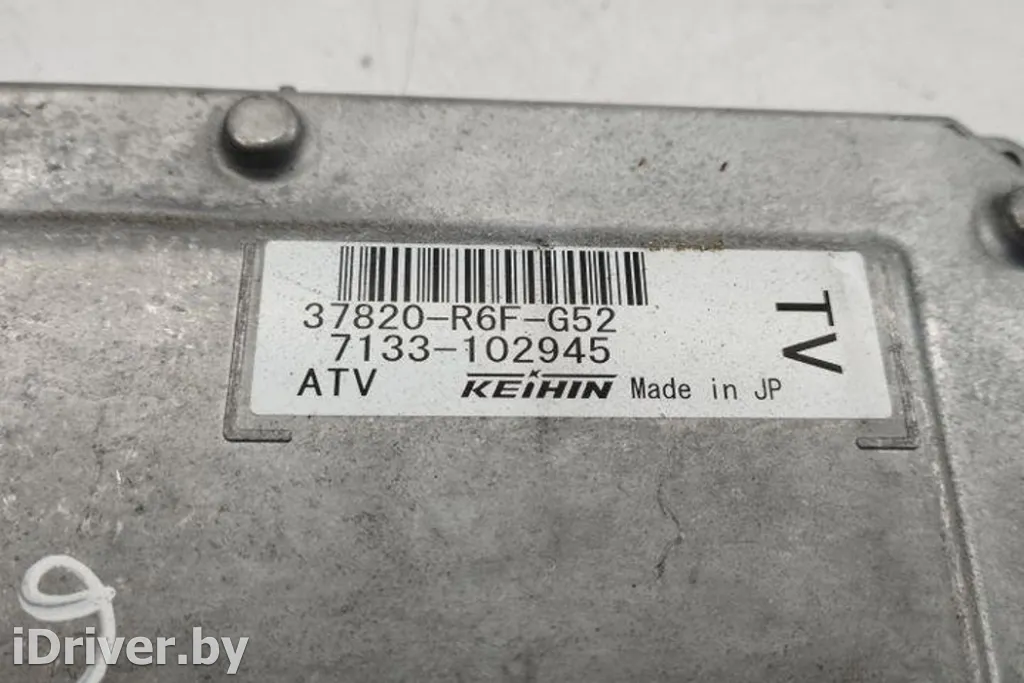 37820-R6F-G52
7133-102945
ATV KEIHIN Made in JP
TV
iDriver.by